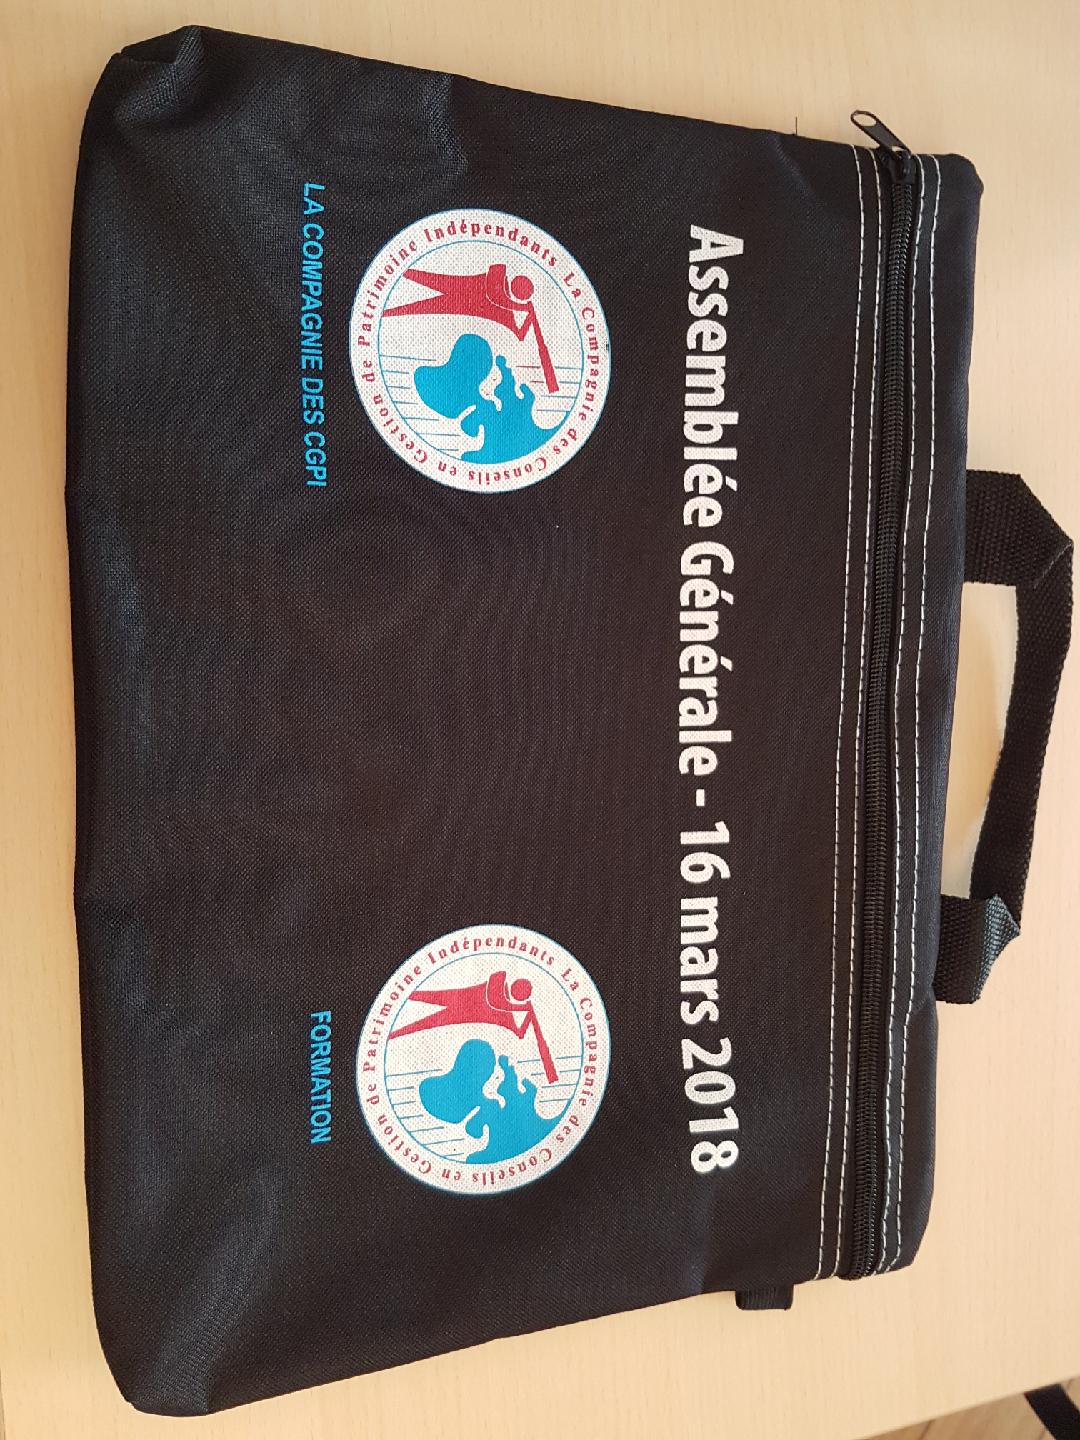 Assemblée Générale - 16 mars 2018
La Compagnie des Conseils en Gestion de Patrimoine Indépendants
LA COMPAGNIE DES CGPI
La Compagnie des Conseils en Gestion de Patrimoine Indépendants
FORMATION